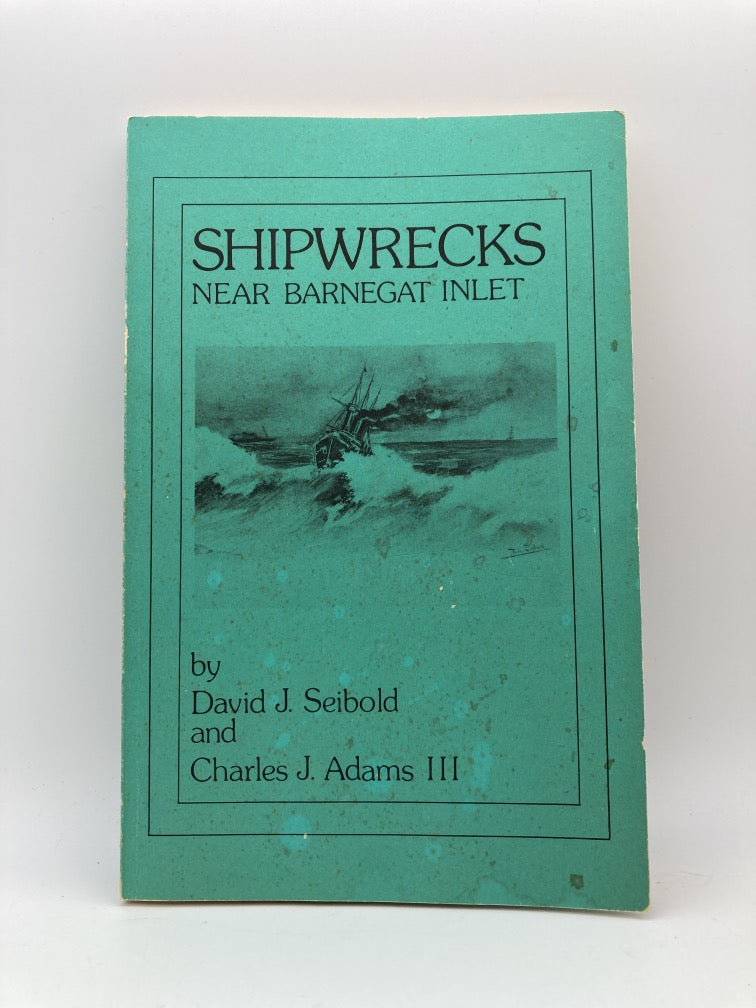 SHIPWRECKS
NEAR BARNEGAT INLET
by
David J. Seibold
and
Charles J. Adams III